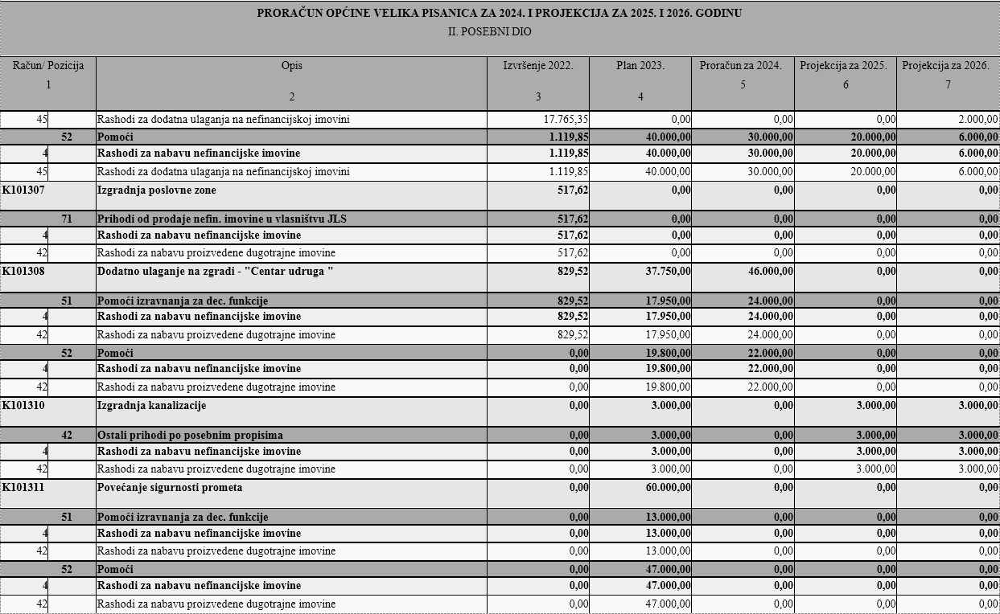 PRORAČUN OPĆINE VELIKA PISANICA ZA 2024. I PROJEKCIJA ZA 2025. I 2026. GODINU
II. POSEBNI DIO
Račun/ Pozicija Opis Izvršenje 2022. Plan 2023. Proračun za 2024. Projekcija za 2025. Projekcija za 2026.
1 2 3 4 5 6 7
45 Rashodi za dodatna ulaganja na nefinancijskoj imovini 17.765,35 0,00 0,00 0,00 2.000,00
52 Pomoći 1.119,85 40.000,00 30.000,00 20.000,00 6.000,00
4 Rashodi za nabavu nefinancijske imovine 1.119,85 40.000,00 30.000,00 20.000,00 6.000,00
45 Rashodi za dodatna ulaganja na nefinancijskoj imovini 1.119,85 40.000,00 30.000,00 20.000,00 6.000,00
K101307 Izgradnja poslovne zone 517,62 0,00 0,00 0,00 0,00
71 Prihodi od prodaje nefin. imovine u vlasništvu JLS 517,62 0,00 0,00 0,00 0,00
4 Rashodi za nabavu nefinancijske imovine 517,62 0,00 0,00 0,00 0,00
42 Rashodi za nabavu proizvedene dugotrajne imovine 517,62 0,00 0,00 0,00 0,00
K101308 Dodatno ulaganje na zgradi - "Centar udruga " 829,52 37.750,00 46.000,00 0,00 0,00
51 Pomoći izravnanja za dec. funkcije 829,52 17.950,00 24.000,00 0,00 0,00
4 Rashodi za nabavu nefinancijske imovine 829,52 17.950,00 24.000,00 0,00 0,00
42 Rashodi za nabavu proizvedene dugotrajne imovine 829,52 17.950,00 24.000,00 0,00 0,00
52 Pomoći 0,00 19.800,00 22.000,00 0,00 0,00
4 Rashodi za nabavu nefinancijske imovine 0,00 19.800,00 22.000,00 0,00 0,00
42 Rashodi za nabavu proizvedene dugotrajne imovine 0,00 19.800,00 22.000,00 0,00 0,00
K101310 Izgradnja kanalizacije 0,00 3.000,00 0,00 3.000,00 3.000,00
42 Ostali prihodi po posebnim propisima 0,00 3.000,00 0,00 3.000,00 3.000,00
4 Rashodi za nabavu nefinancijske imovine 0,00 3.000,00 0,00 3.000,00 3.000,00
42 Rashodi za nabavu proizvedene dugotrajne imovine 0,00 3.000,00 0,00 3.000,00 3.000,00
K101311 Povećanje sigurnosti prometa 0,00 60.000,00 0,00 0,00 0,00
51 Pomoći izravnanja za dec. funkcije 0,00 13.000,00 0,00 0,00 0,00
4 Rashodi za nabavu nefinancijske imovine 0,00 13.000,00 0,00 0,00 0,00
42 Rashodi za nabavu proizvedene dugotrajne imovine 0,00 13.000,00 0,00 0,00 0,00
52 Pomoći 0,00 47.000,00 0,00 0,00 0,00
4 Rashodi za nabavu nefinancijske imovine 0,00 47.000,00 0,00 0,00 0,00
42 Rashodi za nabavu proizvedene dugotrajne imovine 0,00 47.000,00 0,00 0,00 0,00